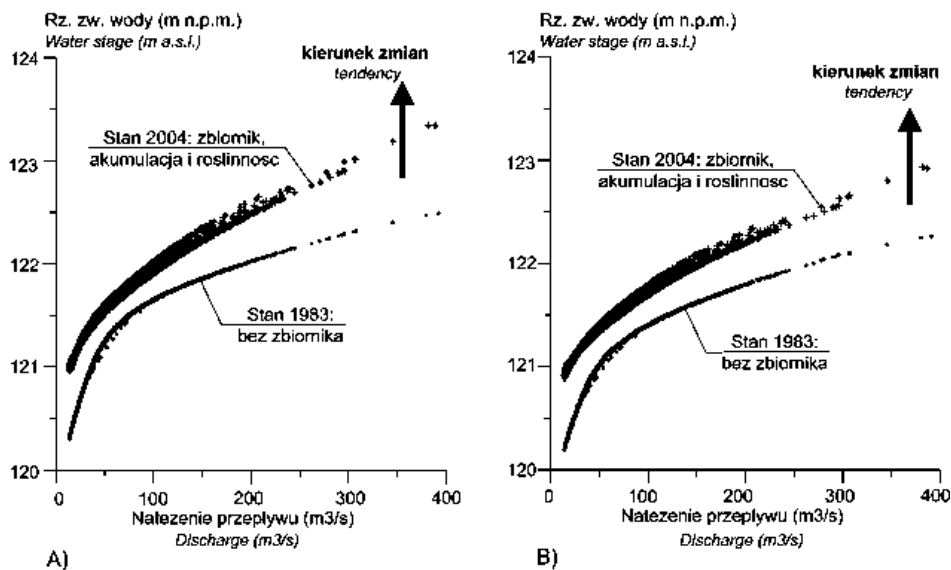 Rz. zw. wody (m n.p.m.)
Water stage (m a.s.l.)
124
123
122
121
120
kierunek zmian
tendency
Stan 2004: zbiornik,
akumulacja i roslinnosc
Stan 1983:
bez zbiornika
0
100
200
300
400
Natezenie przeplywu (m3/s)
Discharge (m3/s)
A)
Rz. zw. wody (m n.p.m.)
Water stage (m a.s.l.)
124
123
122
121
120
kierunek zmian
tendency
Stan 2004: zbiornik,
akumulacja i roslinnosc
Stan 1983:
bez zbiornika
0
100
200
300
400
Natezenie przeplywu (m3/s)
Discharge (m3/s)
B)